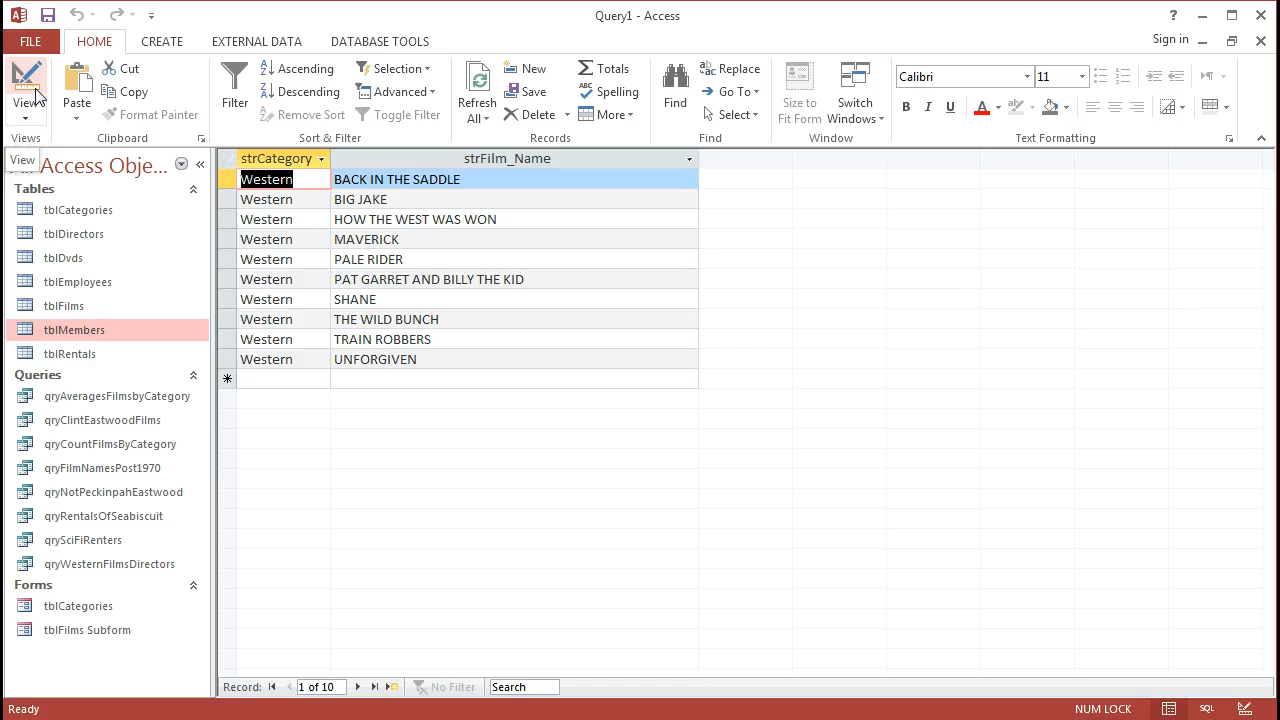 Query1 - Access
?
FILE
HOME
CREATE
EXTERNAL DATA
DATABASE TOOLS
Sign in
View
Views
Paste
Cut
Copy
Format Painter
Clipboard
Filter
Ascending
Descending
Remove Sort
Selection
Advanced
Toggle Filter
Sort & Filter
Refresh
All
New
Save
Delete
Totals
Spelling
More
Records
Find
Replace
Go To
Select
Find
Size to
Fit Form
Switch
Windows
Window
Calibri
11
B I U A
Text Formatting
View
Access Obje...
Tables
tblCategories
tblDirectors
tblDvds
tblEmployees
tblFilms
tblMembers
tblRentals
Queries
qryAveragesFilmsbyCategory
qryClintEastwoodFilms
qryCountFilmsByCategory
qryFilmNamesPost1970
qryNotPeckinpahEastwood
qryRentalsOfSeabiscuit
qrySciFiRenters
qryWesternFilmsDirectors
Forms
tblCategories
tblFilms Subform
strCategory strFilm_Name
Western BACK IN THE SADDLE
Western BIG JAKE
Western HOW THE WEST WAS WON
Western MAVERICK
Western PALE RIDER
Western PAT GARRET AND BILLY THE KID
Western SHANE
Western THE WILD BUNCH
Western TRAIN ROBBERS
Western UNFORGIVEN
Record: 1 of 10 No Filter Search
Ready
NUM LOCK
SQL